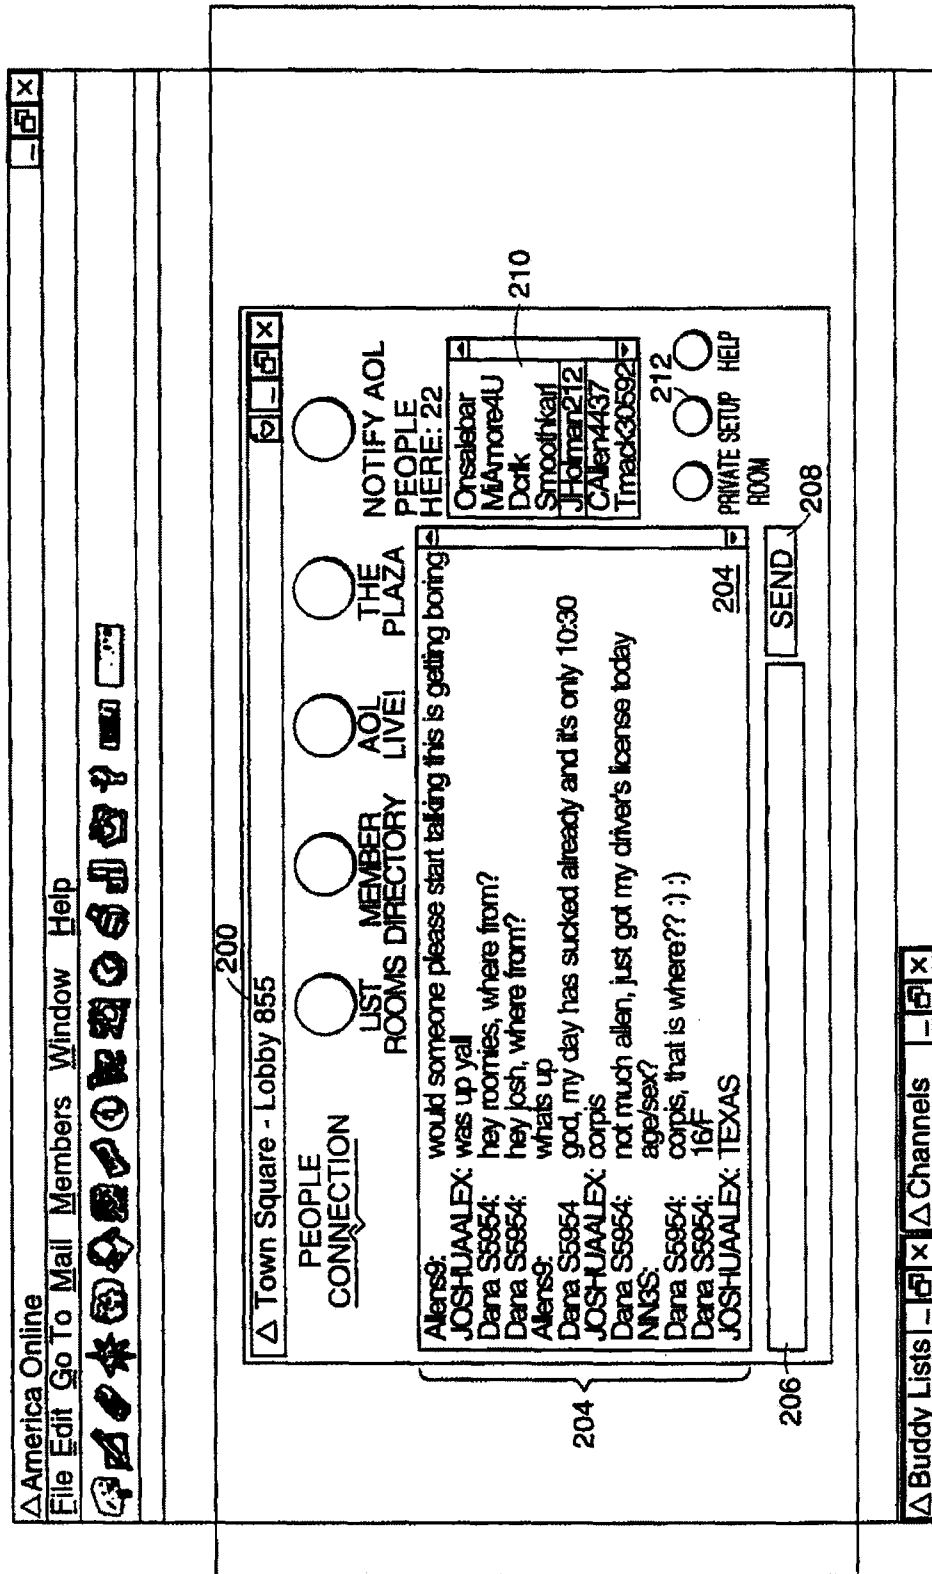 America Online
File Edit Go To Mail Members Window Help
200
Town Square - Lobby 855
PEOPLE
CONNECTION
LIST
ROOMS
MEMBER
DIRECTORY
AOL
LIVE!
THE
PLAZA
NOTIFY AOL
PEOPLE
HERE: 22
Allens9: would someone please start talking this is getting boring
JOSHUAALEX: was up yall
Dana S5954: hey roomies, where from?
Dana S5954: hey josh, where from?
Allens9: whats up
Dana S5954 god, my day has sucked already and it's only 10:30
JOSHUAALEX: corpis
Dana S5954: not much allen, just got my driver's license today
NNGS: age/sex?
Dana S5954: corpis, that is where?? :) :)
Dana S5954: 16/F
JOSHUAALEX: TEXAS
204
204
Onsalebar
MiAmore4U
Dcrlk
Smoothkarl
JHolman212
CAllen4437
Tmack30592
210
212
PRIVATE
ROOM
SETUP
HELP
206
SEND
208
Buddy Lists
Channels